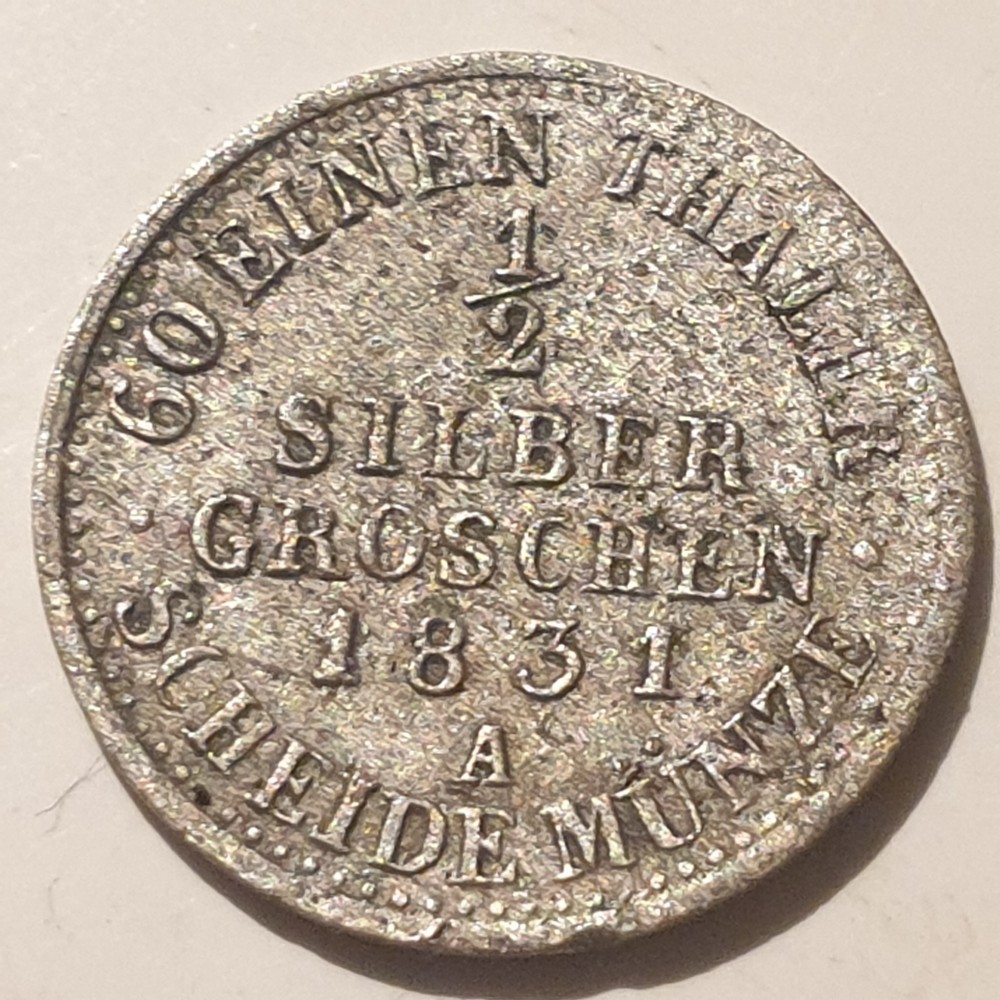 60 EINEN THALER
1/2
SILBER
GROSCHEN
1831
A
SCHEIDE MÜNZE